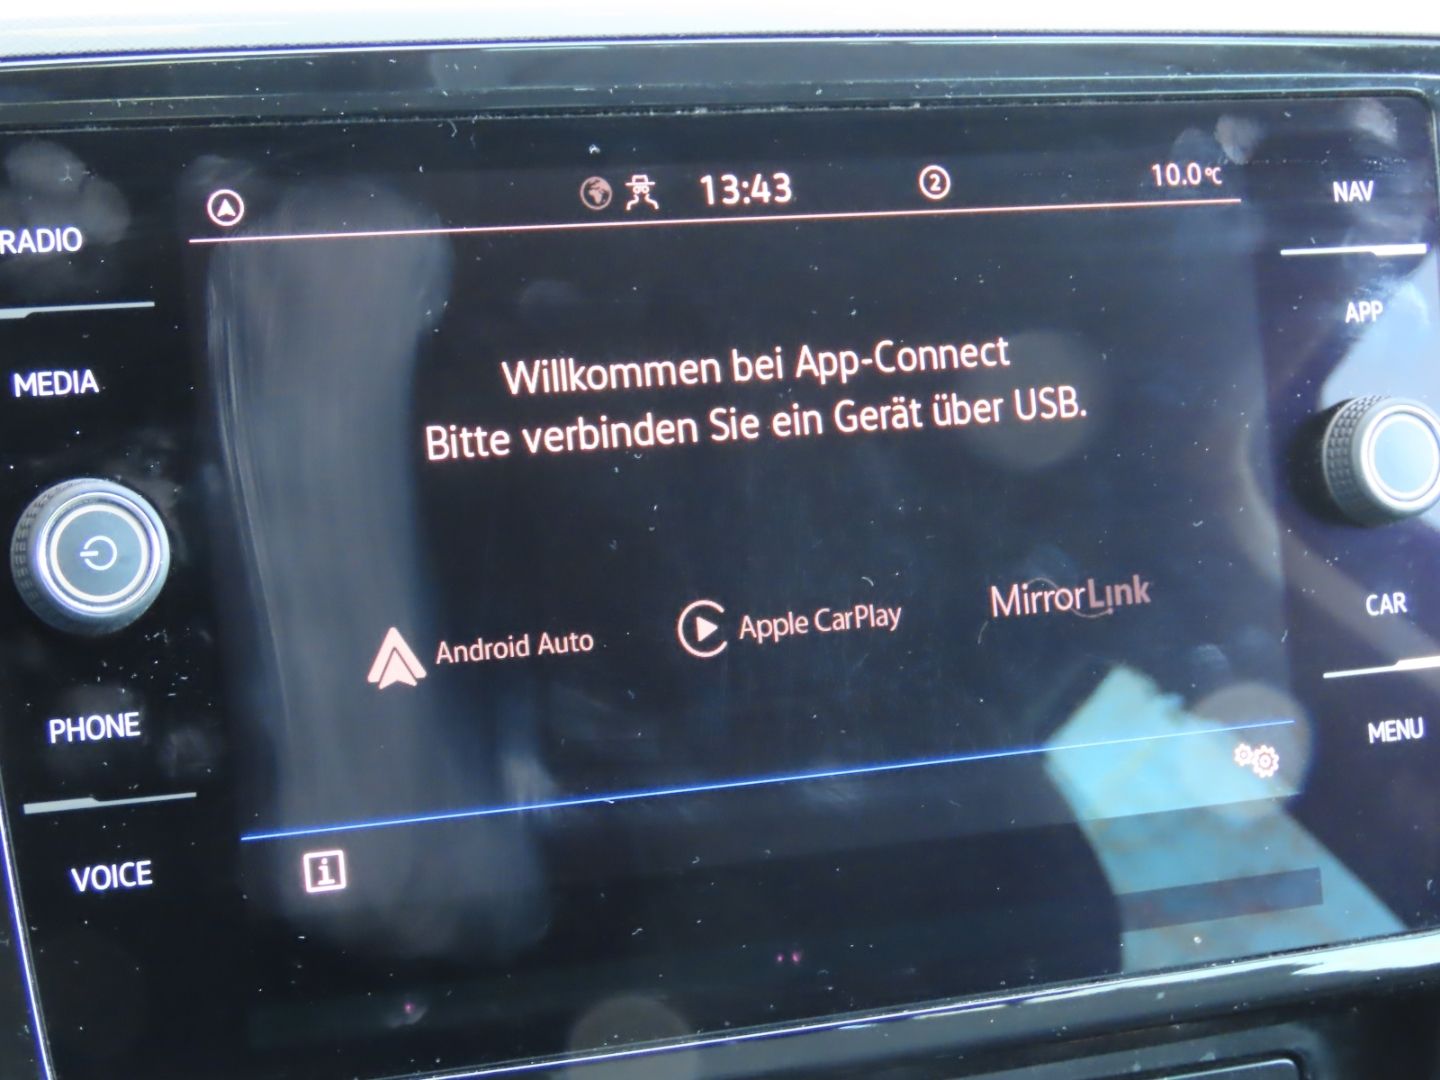 13:43
2
10.0°C
NAV
RADIO
APP
Willkommen bei App-Connect
MEDIA
Bitte verbinden Sie ein Gerät über USB.
Android Auto
Apple CarPlay
MirrorLink
CAR
PHONE
MENU
VOICE
i